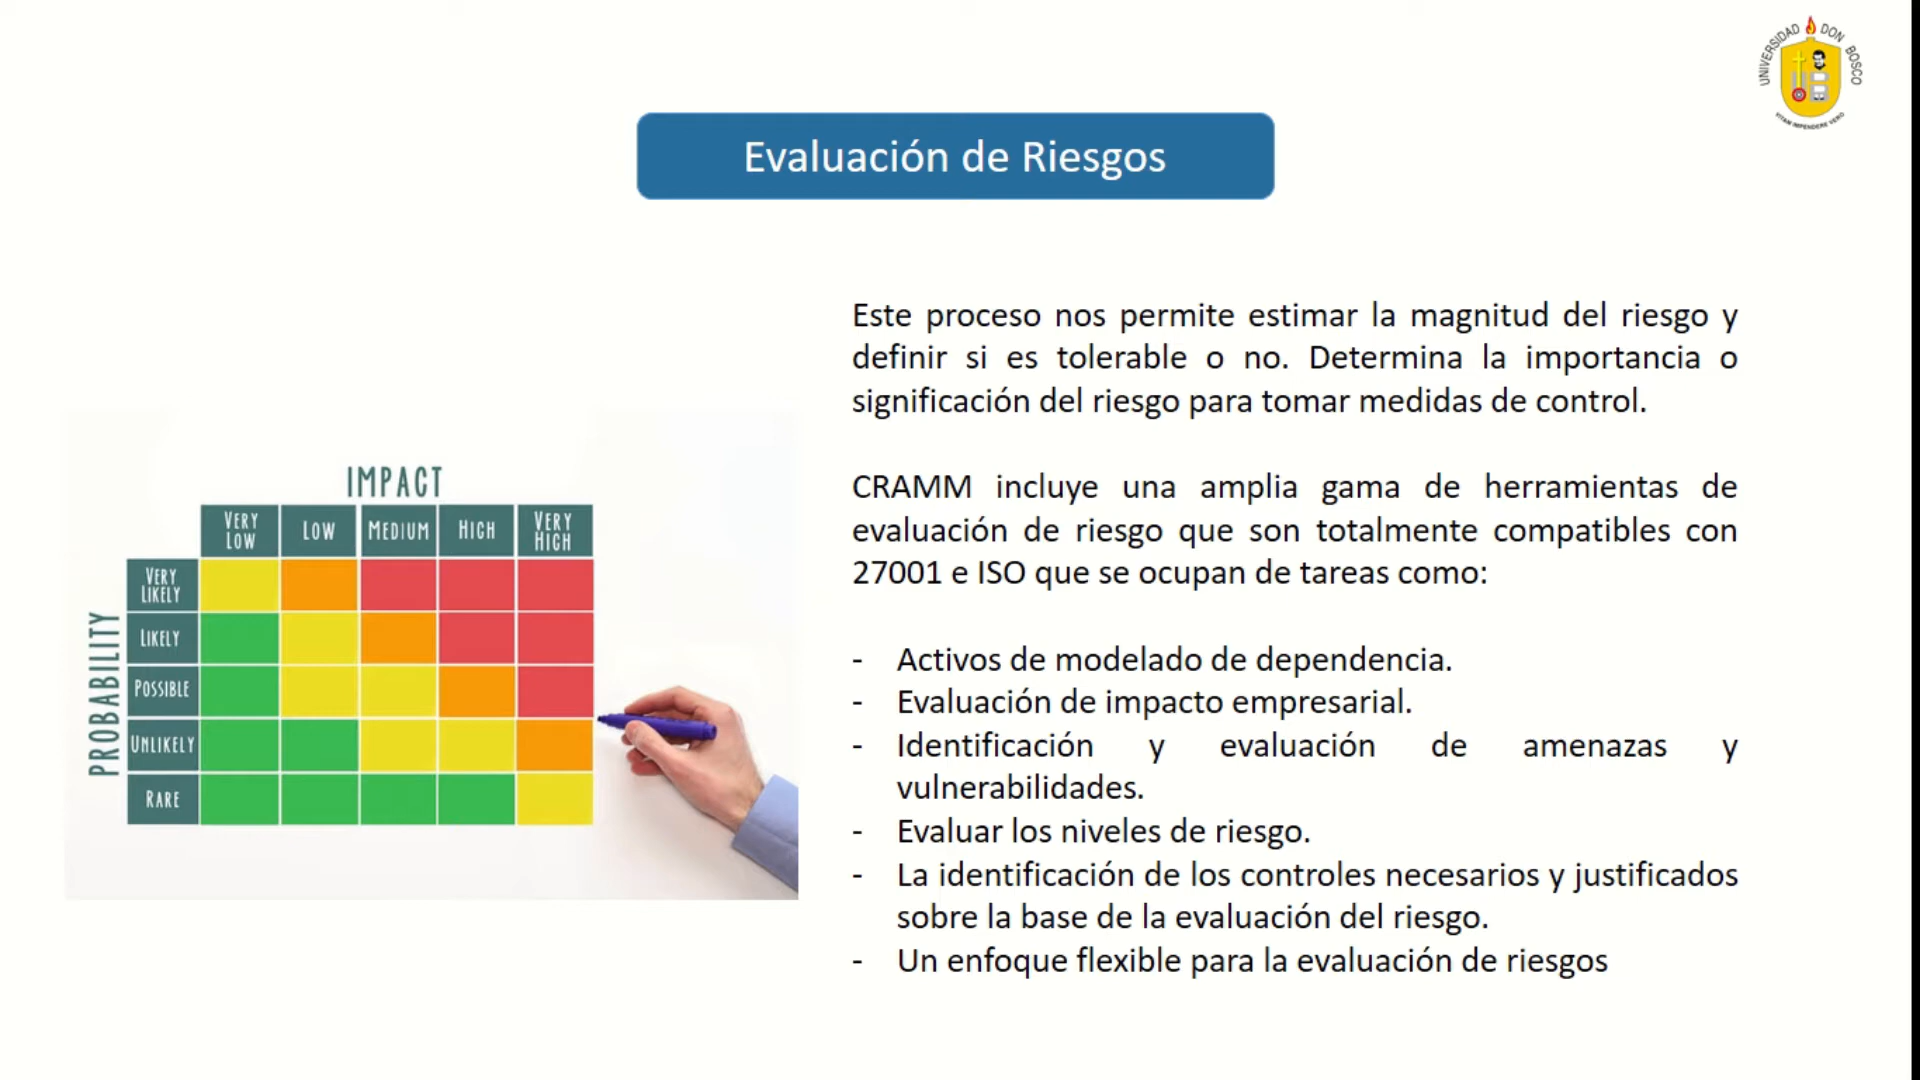 UNIVERSIDAD DON BOSCO
VITAM IMPENDERE VERO
Evaluación de Riesgos
Este proceso nos permite estimar la magnitud del riesgo y
definir si es tolerable o no. Determina la importancia o
significación del riesgo para tomar medidas de control.
CRAMM incluye una amplia gama de herramientas de
evaluación de riesgo que son totalmente compatibles con
27001 e ISO que se ocupan de tareas como:
- Activos de modelado de dependencia.
- Evaluación de impacto empresarial.
- Identificación y evaluación de amenazas y
vulnerabilidades.
- Evaluar los niveles de riesgo.
- La identificación de los controles necesarios y justificados
sobre la base de la evaluación del riesgo.
- Un enfoque flexible para la evaluación de riesgos
IMPACT
VERY LOW
LOW
MEDIUM
HIGH
VERY HIGH
PROBABILITY
VERY LIKELY
LIKELY
POSSIBLE
UNLIKELY
RARE